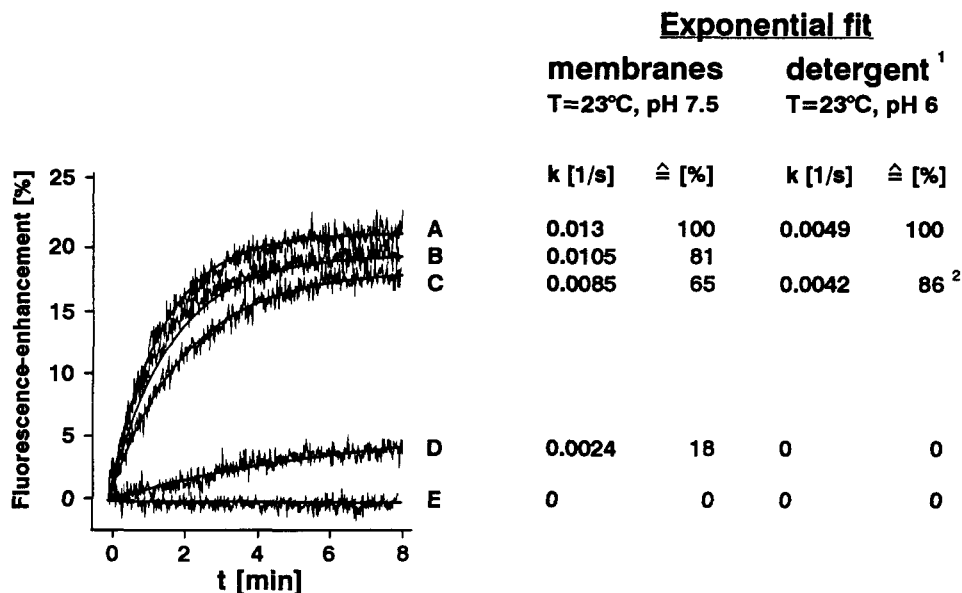 Exponential fit
membranes detergent 1
T=23°C, pH 7.5 T=23°C, pH 6
k [1/s] ≙ [%] k [1/s] ≙ [%]
A 0.013 100 0.0049 100
B 0.0105 81
C 0.0085 65 0.0042 86 2
D 0.0024 18 0 0
E 0 0 0 0
Fluorescence-enhancement [%]
25
20
15
10
5
0
0 2 4 6 8
t [min]